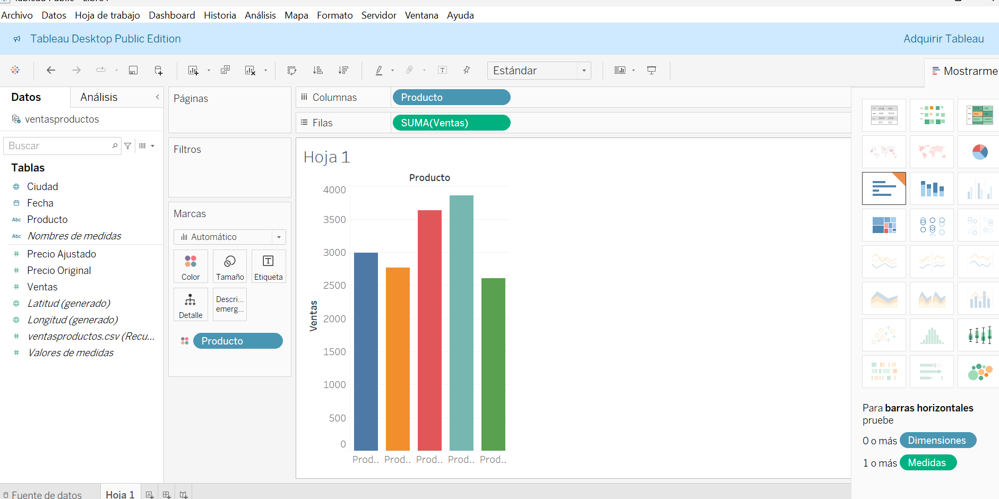 Archivo Datos Hoja de trabajo Dashboard Historia Análisis Mapa Formato Servidor Ventana Ayuda
Tableau Desktop Public Edition
Adquirir Tableau
Estándar
Mostrarme
Datos
Análisis
ventasproductos
Buscar
Tablas
Ciudad
Fecha
Abc Producto
Abc Nombres de medidas
Precio Ajustado
Precio Original
Ventas
Latitud (generado)
Longitud (generado)
ventasproductos.csv (Recu...
Valores de medidas
Páginas
Filtros
Marcas
Automático
Color
Tamaño
Etiqueta
Detalle
Descri...
emerg...
Producto
Columnas
Producto
Filas
SUMA(Ventas)
Hoja 1
Producto
4000
3500
3000
2500
2000
1500
1000
500
0
Ventas
Prod.. Prod.. Prod.. Prod.. Prod..
Para barras horizontales
pruebe
0 o más Dimensiones
1 o más Medidas
Fuente de datos
Hoja 1